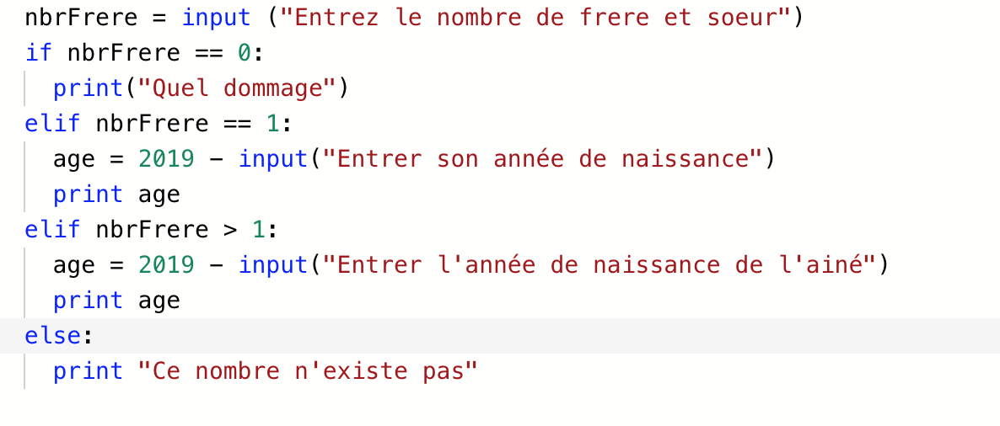 nbrFrere = input ("Entrez le nombre de frere et soeur")
if nbrFrere == 0:
  print("Quel dommage")
elif nbrFrere == 1:
  age = 2019 - input("Entrer son année de naissance")
  print age
elif nbrFrere > 1:
  age = 2019 - input("Entrer l'année de naissance de l'ainé")
  print age
else:
  print "Ce nombre n'existe pas"